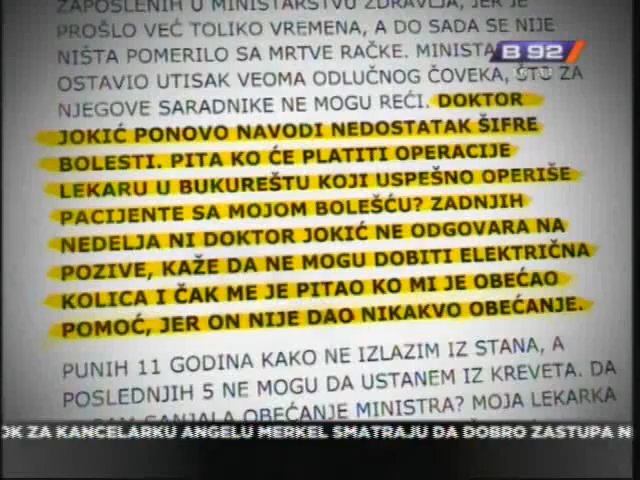 ZAPOSLENIH U MINISTARSTVU ZDRAVLJA, JER JE
PROŠLO VEĆ TOLIKO VREMENA, A DO SADA SE NIJE
NIŠTA POMERILO SA MRTVE RAČKE. MINISTA
B92
OSTAVIO UTISAK VEOMA ODLUČNOG ČOVEKA, ŠTO ZA
NJEGOVE SARADNIKE NE MOGU REĆI. DOKTOR
JOKIĆ PONOVO NAVODI NEDOSTATAK ŠIFRE
BOLESTI. PITA KO ĆE PLATITI OPERACIJE
LEKARU U BUKUREŠTU KOJI USPEŠNO OPERIŠE
PACIJENTE SA MOJOM BOLEŠĆU? ZADNJIH
NEDELJA NI DOKTOR JOKIĆ NE ODGOVARA NA
POZIVE, KAŽE DA NE MOGU DOBITI ELEKTRIČNA
KOLICA I ČAK ME JE PITAO KO MI JE OBEĆAO
POMOĆ, JER ON NIJE DAO NIKAKVO OBEĆANJE.
PUNIH 11 GODINA KAKO NE IZLAZIM IZ STANA, A
POSLEDNJIH 5 NE MOGU DA USTANEM IZ KREVETA. DA
SANJALA OBEĆANJE MINISTRA? MOJA LEKARKA
OK ZA KANCELARKU ANGELU MERKEL SMATRAJU DA DOBRO ZASTUPA N